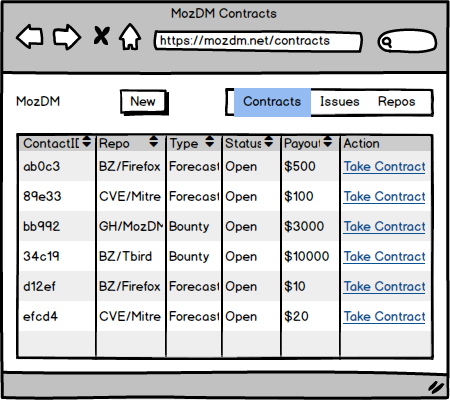 MozDM Contracts
https://mozdm.net/contracts
MozDM New Contracts Issues Repos
ContactID Repo Type Status Payout Action
ab0c3 BZ/Firefox Forecast Open $500 Take Contract
89e33 CVE/Mitre Forecast Open $100 Take Contract
bb992 GH/MozDM Bounty Open $3000 Take Contract
34c19 BZ/Tbird Bounty Open $10000 Take Contract
d12ef BZ/Firefox Forecast Open $10 Take Contract
efcd4 CVE/Mitre Forecast Open $20 Take Contract